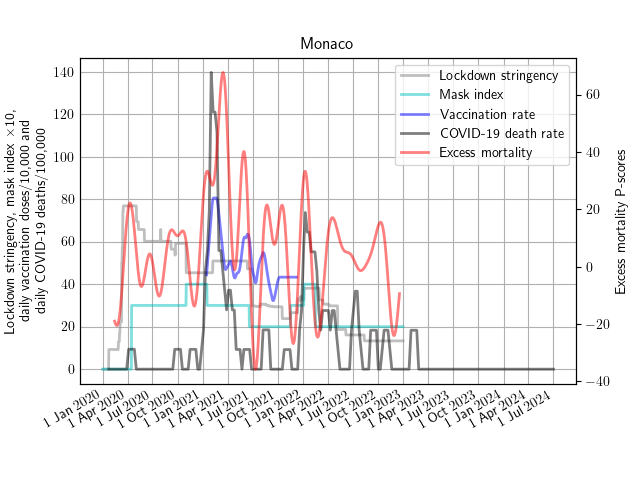 Monaco
Lockdown stringency
Mask index
Vaccination rate
COVID-19 death rate
Excess mortality
Lockdown stringency, mask index ×10,
daily vaccination doses/10,000 and
daily COVID-19 deaths/100,000
140
120
100
80
60
40
20
0
Excess mortality P-scores
60
40
20
0
−20
−40
1 Jan 2020
1 Apr 2020
1 Jul 2020
1 Oct 2020
1 Jan 2021
1 Apr 2021
1 Jul 2021
1 Oct 2021
1 Jan 2022
1 Apr 2022
1 Jul 2022
1 Oct 2022
1 Jan 2023
1 Apr 2023
1 Jul 2023
1 Oct 2023
1 Jan 2024
1 Apr 2024
1 Jul 2024